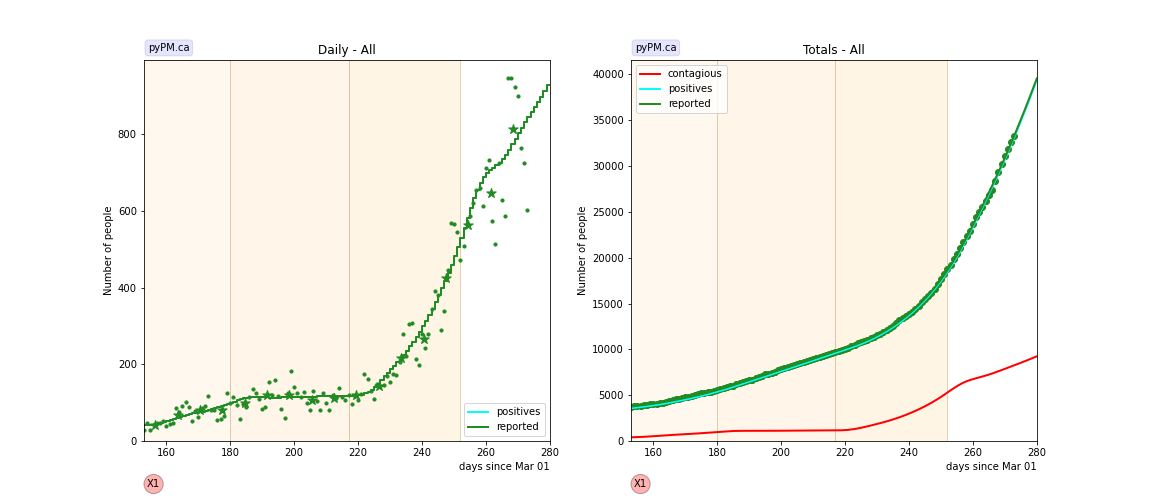 pyPM.ca
Daily - All
Number of people
800
600
400
200
0
160 180 200 220 240 260 280
days since Mar 01
positives
reported
X1
pyPM.ca
Totals - All
Number of people
40000
35000
30000
25000
20000
15000
10000
5000
0
160 180 200 220 240 260 280
days since Mar 01
contagious
positives
reported
X1